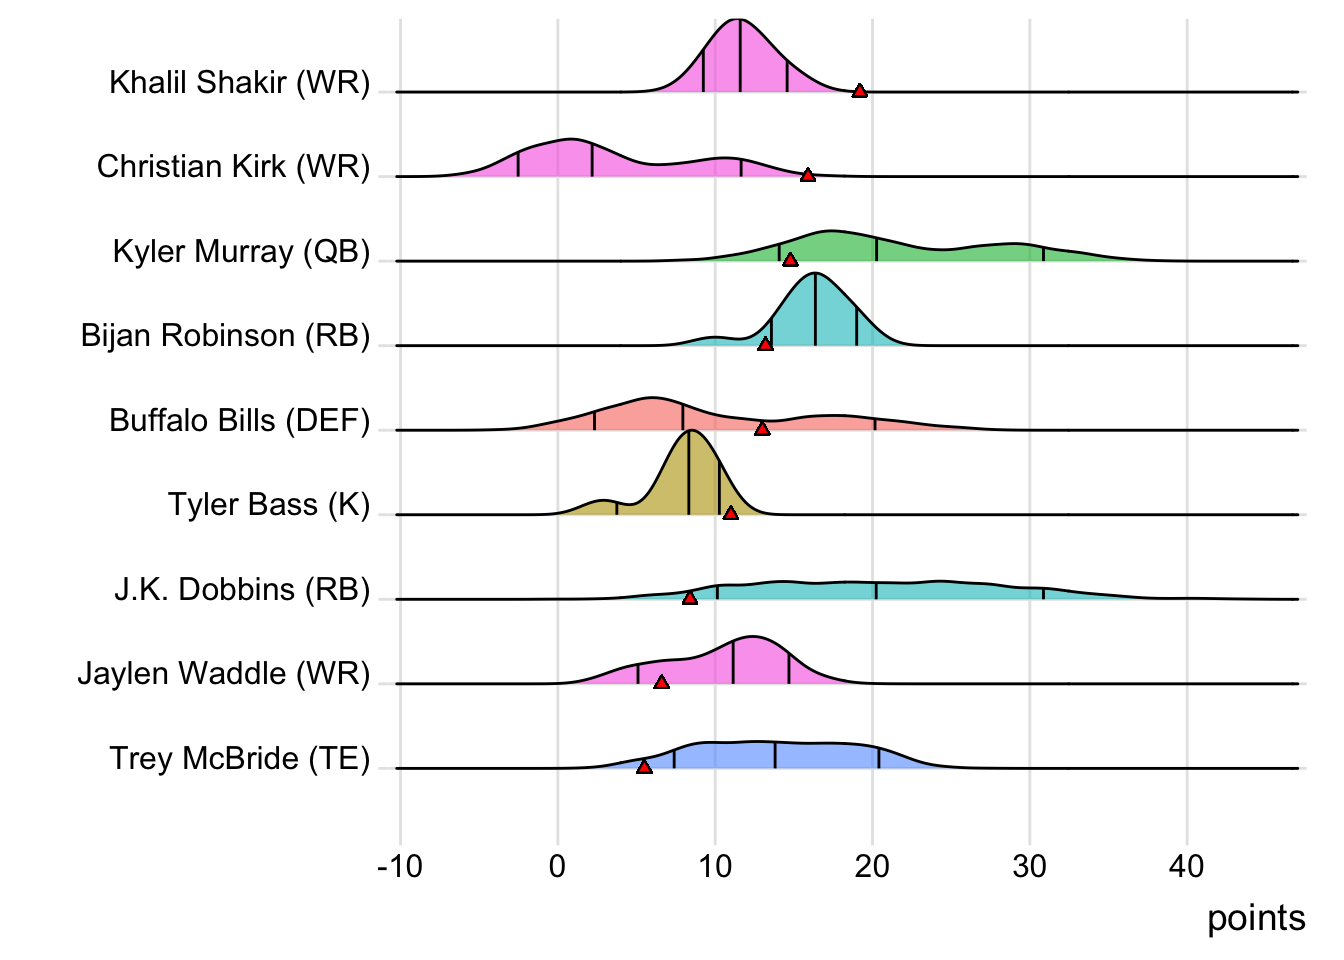 Khalil Shakir (WR)
Christian Kirk (WR)
Kyler Murray (QB)
Bijan Robinson (RB)
Buffalo Bills (DEF)
Tyler Bass (K)
J.K. Dobbins (RB)
Jaylen Waddle (WR)
Trey McBride (TE)
-10 0 10 20 30 40
points